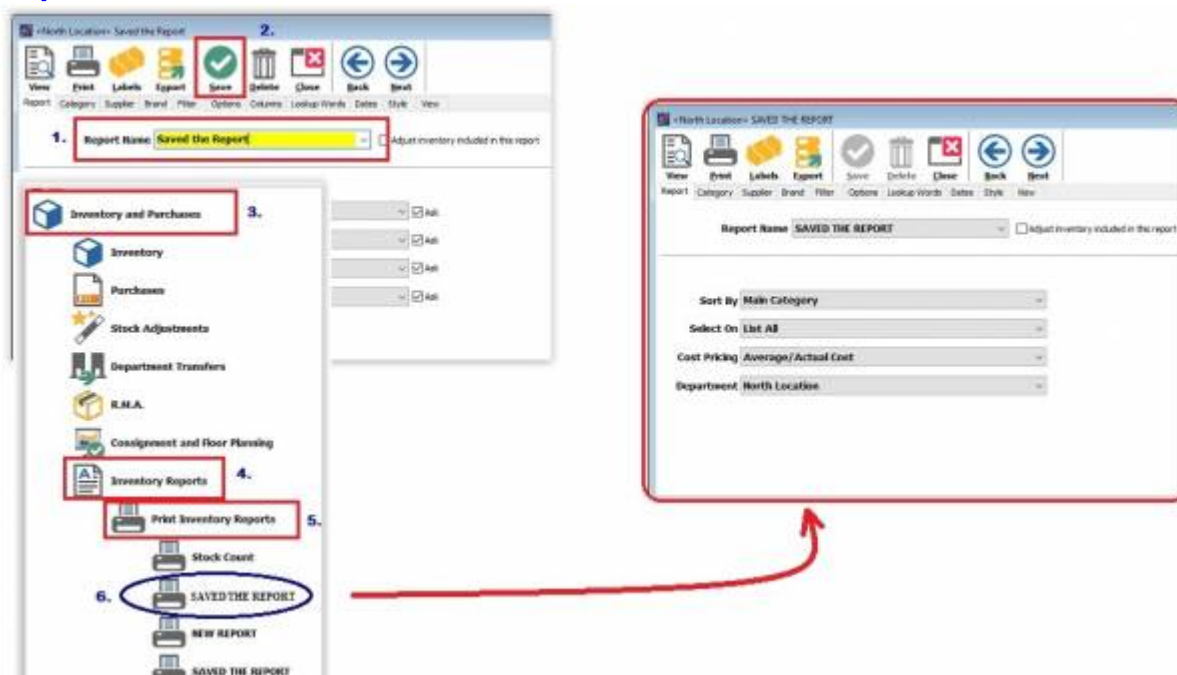 <North Location> Saved the Report
2.
View Print Labels Export Save Delete Close Back Next
Report Category Supplier Brand Filter Options Columns Lookup Words Dates Style View
1. Report Name Saved the Report Adjust inventory included in this report
Ask
Ask
Ask
Ask
Inventory and Purchases 3.
Inventory
Purchases
Stock Adjustments
Department Transfers
R.M.A.
Consignment and Floor Planning
Inventory Reports 4.
Print Inventory Reports 5.
Stock Count
6. SAVED THE REPORT
NEW REPORT
SAVED THE REPORT
<North Location> SAVED THE REPORT
View Print Labels Export Save Delete Close Back Next
Report Category Supplier Brand Filter Options Lookup Words Dates Style View
Report Name SAVED THE REPORT Adjust inventory included in this report
Sort By Main Category
Select On List All
Cost Pricing Average/Actual Cost
Department North Location